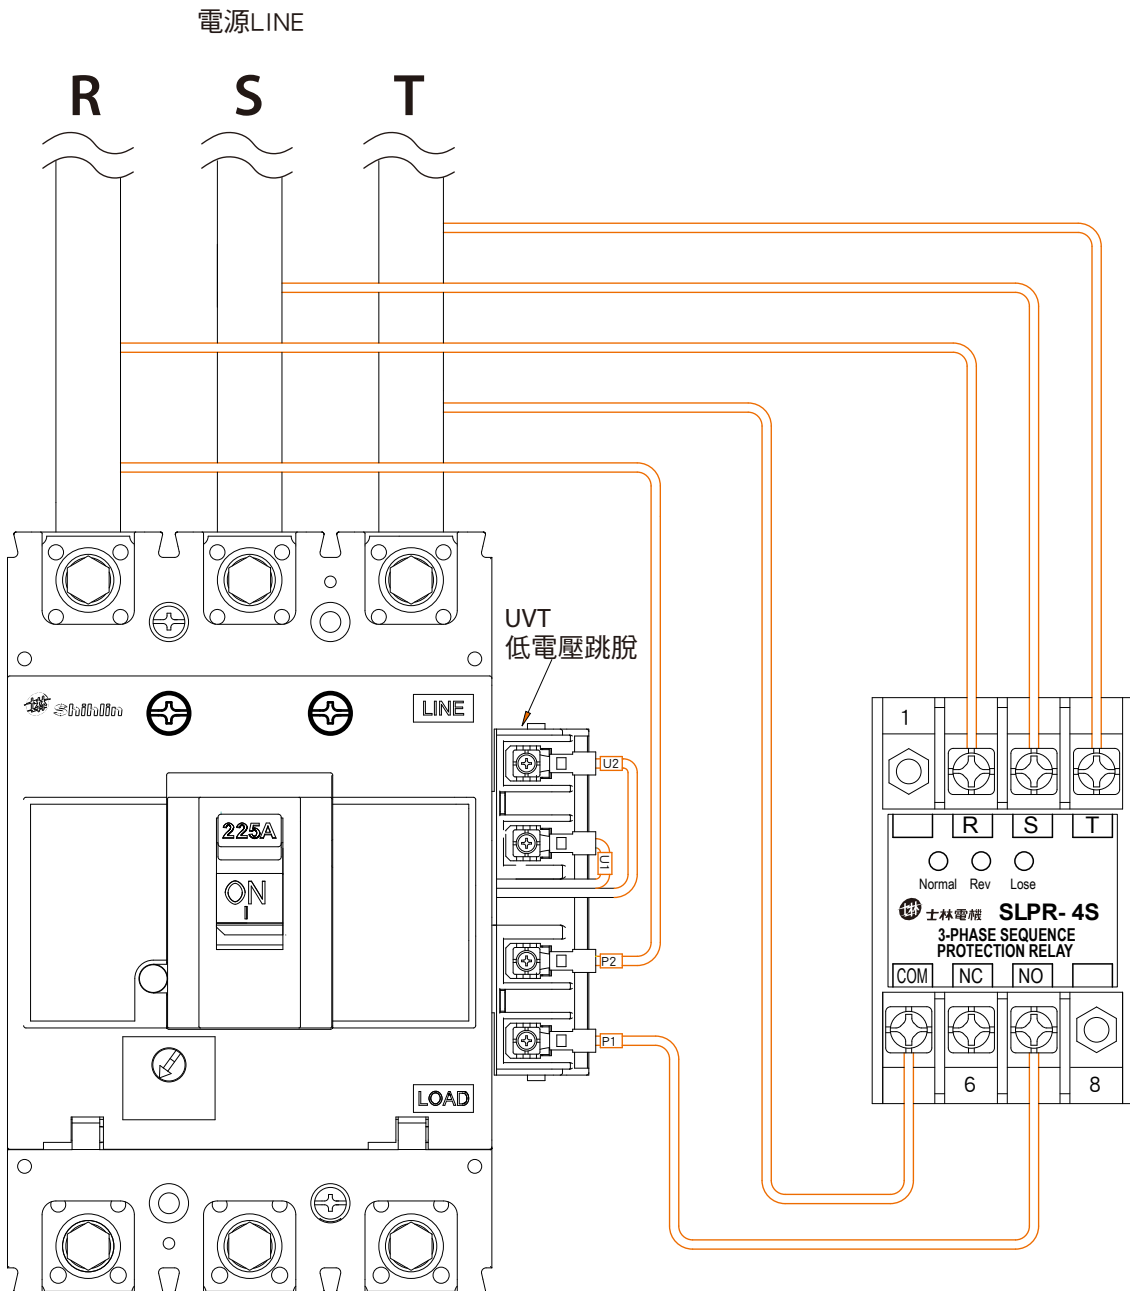 電源LINE
R S T
UVT
低電壓跳脫
Shihlin
LINE
225A
ON
I
LOAD
U2
U1
P2
P1
1
R S T
Normal Rev Lose
士林電機 SLPR- 4S
3-PHASE SEQUENCE
PROTECTION RELAY
COM NC NO
6 8